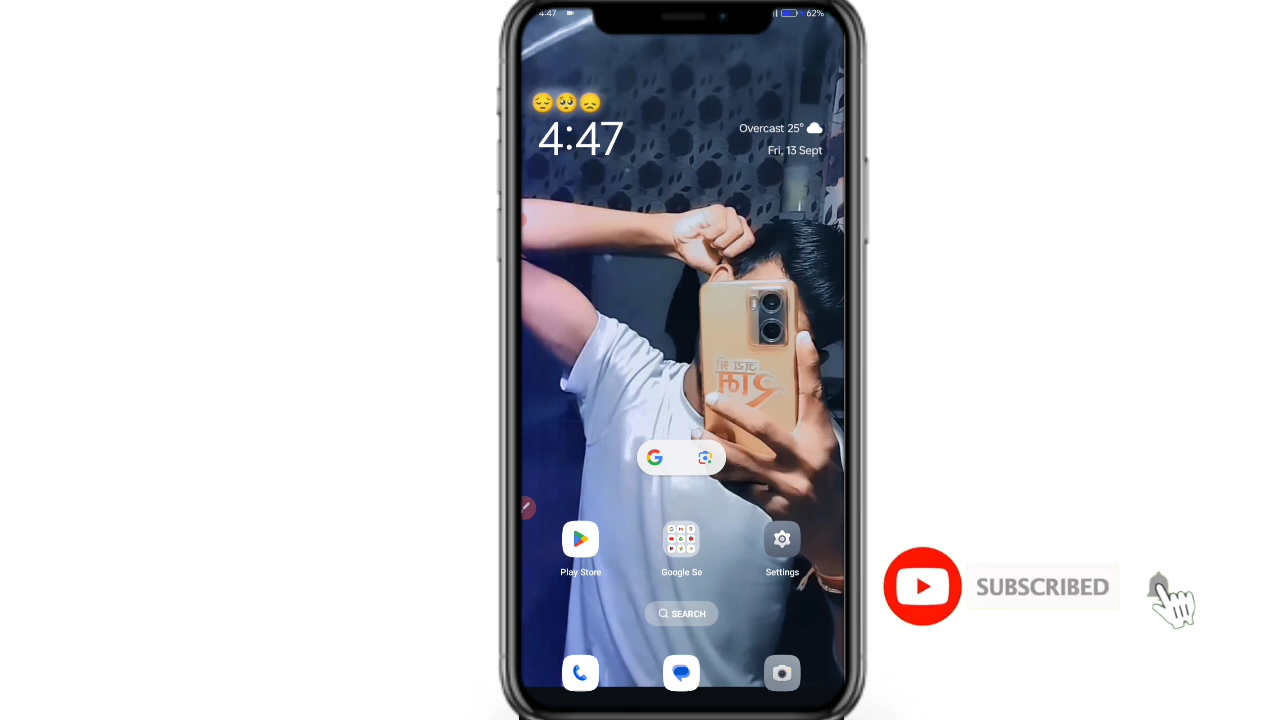 4:47
62%
😔🥺😞
4:47
Overcast 25°
Fri, 13 Sept
Play Store
Google Se
Settings
SEARCH
SUBSCRIBED